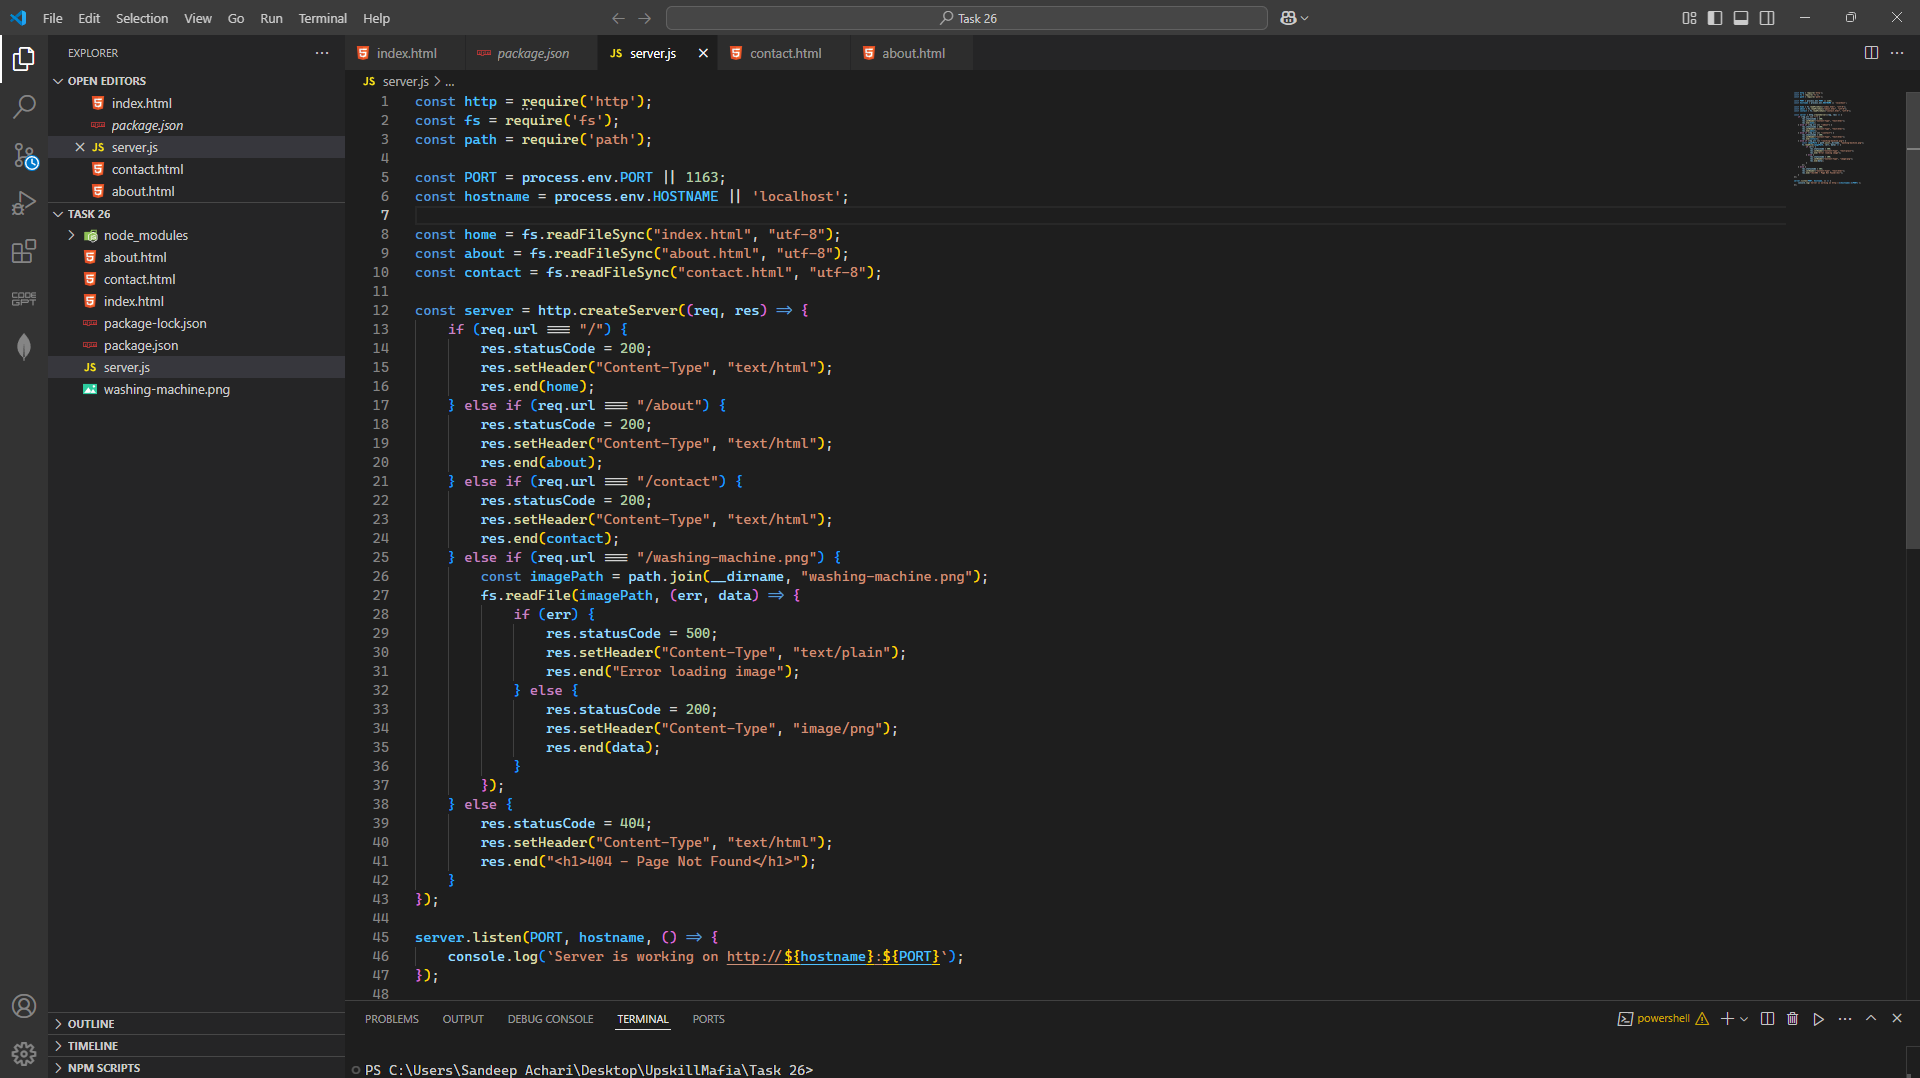 File Edit Selection View Go Run Terminal Help
Task 26
EXPLORER
OPEN EDITORS
index.html
package.json
server.js
contact.html
about.html
TASK 26
node_modules
about.html
contact.html
index.html
package-lock.json
package.json
server.js
washing-machine.png
OUTLINE
TIMELINE
NPM SCRIPTS
CODE
GPT
index.html package.json JS server.js contact.html about.html
JS server.js > ...
1 const http = require('http');
2 const fs = require('fs');
3 const path = require('path');
4
5 const PORT = process.env.PORT || 1163;
6 const hostname = process.env.HOSTNAME || 'localhost';
7
8 const home = fs.readFileSync("index.html", "utf-8");
9 const about = fs.readFileSync("about.html", "utf-8");
10 const contact = fs.readFileSync("contact.html", "utf-8");
11
12 const server = http.createServer((req, res) => {
13 if (req.url === "/") {
14 res.statusCode = 200;
15 res.setHeader("Content-Type", "text/html");
16 res.end(home);
17 } else if (req.url === "/about") {
18 res.statusCode = 200;
19 res.setHeader("Content-Type", "text/html");
20 res.end(about);
21 } else if (req.url === "/contact") {
22 res.statusCode = 200;
23 res.setHeader("Content-Type", "text/html");
24 res.end(contact);
25 } else if (req.url === "/washing-machine.png") {
26 const imagePath = path.join(__dirname, "washing-machine.png");
27 fs.readFile(imagePath, (err, data) => {
28 if (err) {
29 res.statusCode = 500;
30 res.setHeader("Content-Type", "text/plain");
31 res.end("Error loading image");
32 } else {
33 res.statusCode = 200;
34 res.setHeader("Content-Type", "image/png");
35 res.end(data);
36 }
37 });
38 } else {
39 res.statusCode = 404;
40 res.setHeader("Content-Type", "text/html");
41 res.end("<h1>404 - Page Not Found</h1>");
42 }
43 });
44
45 server.listen(PORT, hostname, () => {
46 console.log(`Server is working on http://${hostname}:${PORT}`);
47 });
48
PROBLEMS OUTPUT DEBUG CONSOLE TERMINAL PORTS
powershell
PS C:\Users\Sandeep Achari\Desktop\UpskillMafia\Task 26>